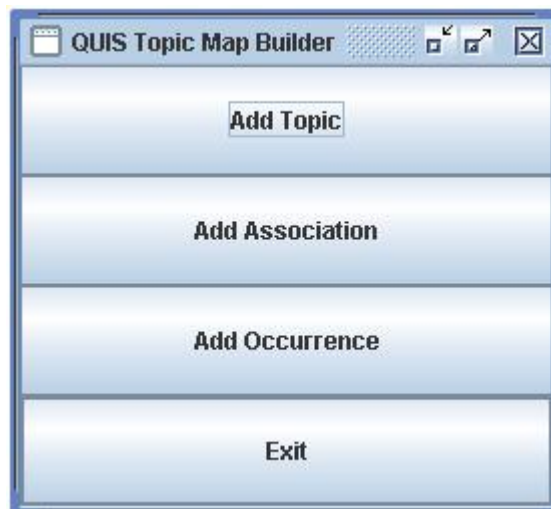 QUIS Topic Map Builder
Add Topic
Add Association
Add Occurrence
Exit